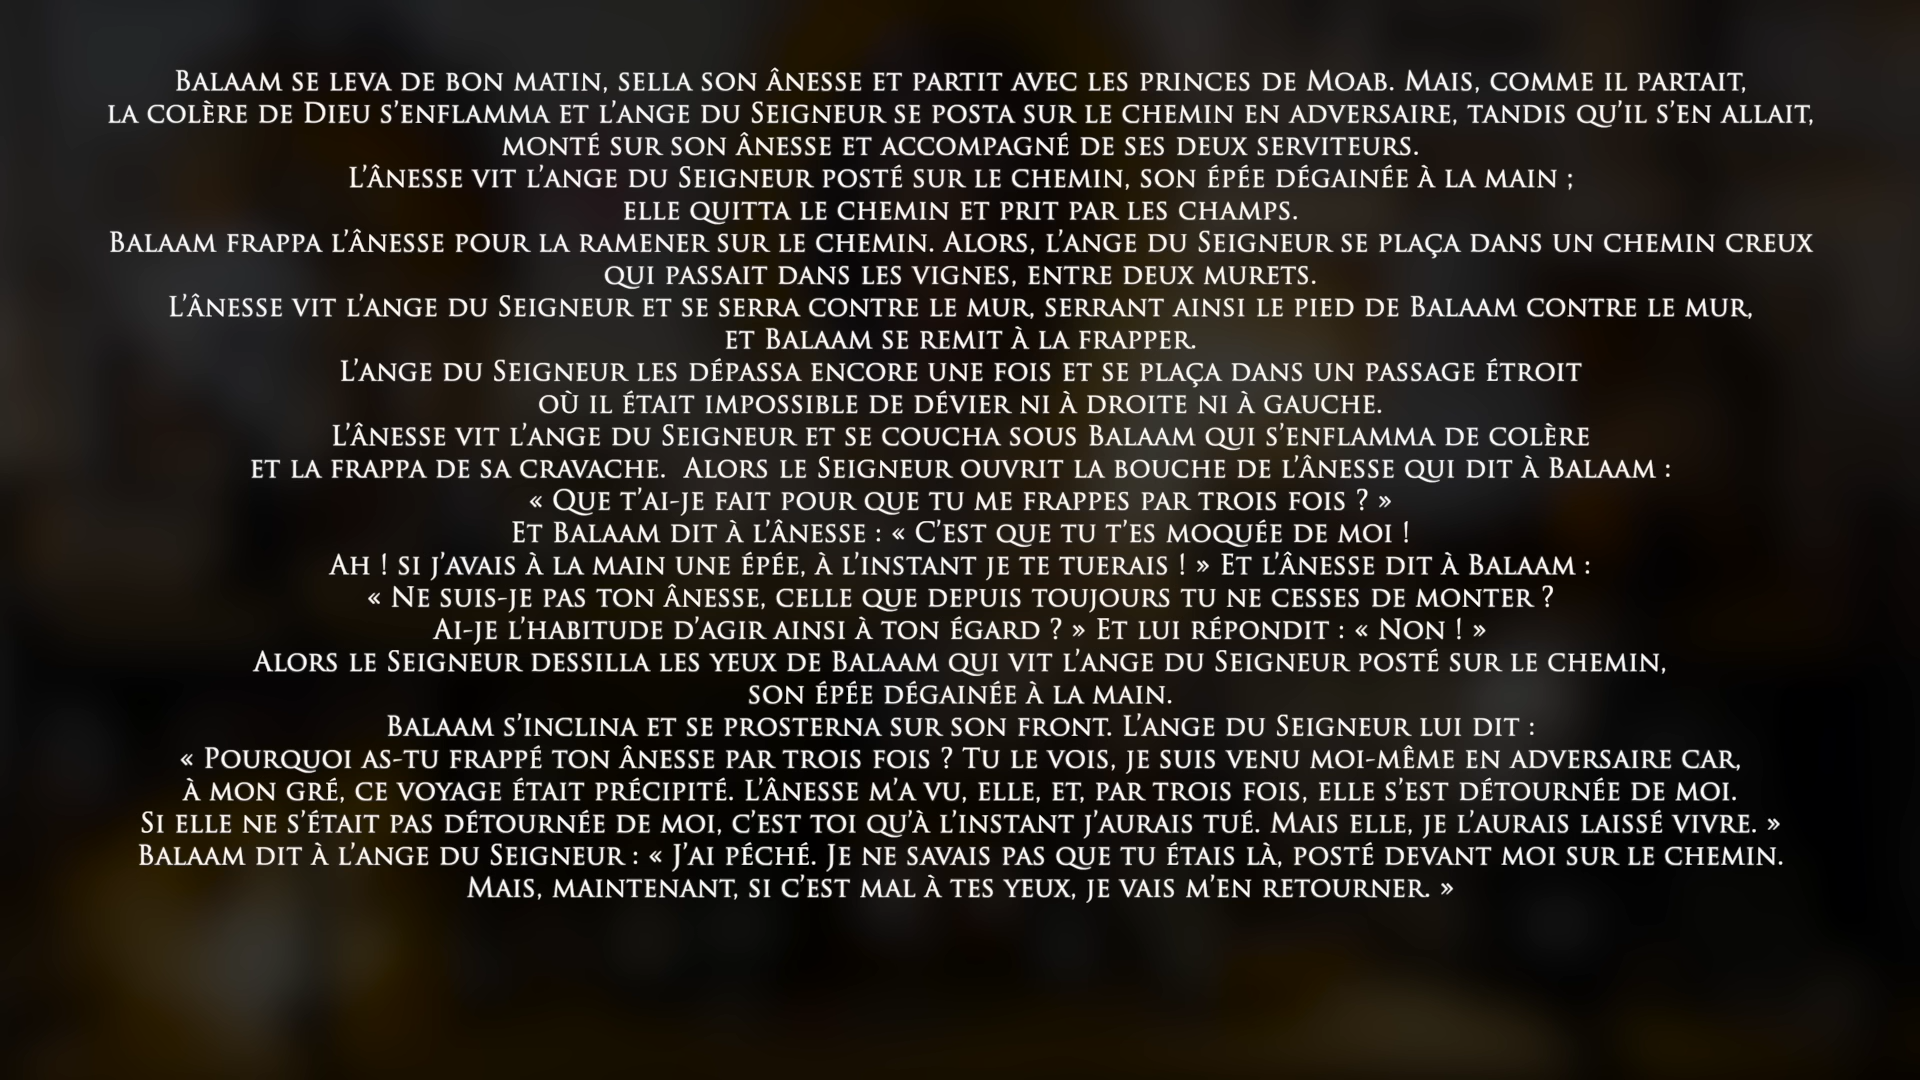 Balaam se leva de bon matin, sella son ânesse et partit avec les princes de Moab. Mais, comme il partait,
la colère de Dieu s'enflamma et l'ange du Seigneur se posta sur le chemin en adversaire, tandis qu'il s'en allait,
monté sur son ânesse et accompagné de ses deux serviteurs.
L'ânesse vit l'ange du Seigneur posté sur le chemin, son épée dégainée à la main ;
elle quitta le chemin et prit par les champs.
Balaam frappa l'ânesse pour la ramener sur le chemin. Alors, l'ange du Seigneur se plaça dans un chemin creux
qui passait dans les vignes, entre deux murets.
L'ânesse vit l'ange du Seigneur et se serra contre le mur, serrant ainsi le pied de Balaam contre le mur,
et Balaam se remit à la frapper.
L'ange du Seigneur les dépassa encore une fois et se plaça dans un passage étroit
où il était impossible de dévier ni à droite ni à gauche.
L'ânesse vit l'ange du Seigneur et se coucha sous Balaam qui s'enflamma de colère
et la frappa de sa cravache.  Alors le Seigneur ouvrit la bouche de l'ânesse qui dit à Balaam :
« Que t'ai-je fait pour que tu me frappes par trois fois ? »
Et Balaam dit à l'ânesse : « C'est que tu t'es moquée de moi !
Ah ! si j'avais à la main une épée, à l'instant je te tuerais ! » Et l'ânesse dit à Balaam :
« Ne suis-je pas ton ânesse, celle que depuis toujours tu ne cesses de monter ?
Ai-je l'habitude d'agir ainsi à ton égard ? » Et lui répondit : « Non ! »
Alors le Seigneur dessilla les yeux de Balaam qui vit l'ange du Seigneur posté sur le chemin,
son épée dégainée à la main.
Balaam s'inclina et se prosterna sur son front. L'ange du Seigneur lui dit :
« Pourquoi as-tu frappé ton ânesse par trois fois ? Tu le vois, je suis venu moi-même en adversaire car,
à mon gré, ce voyage était précipité. L'ânesse m'a vu, elle, et, par trois fois, elle s'est détournée de moi.
Si elle ne s'était pas détournée de moi, c'est toi qu'à l'instant j'aurais tué. Mais elle, je l'aurais laissé vivre. »
Balaam dit à l'ange du Seigneur : « J'ai péché. Je ne savais pas que tu étais là, posté devant moi sur le chemin.
Mais, maintenant, si c'est mal à tes yeux, je vais m'en retourner. »